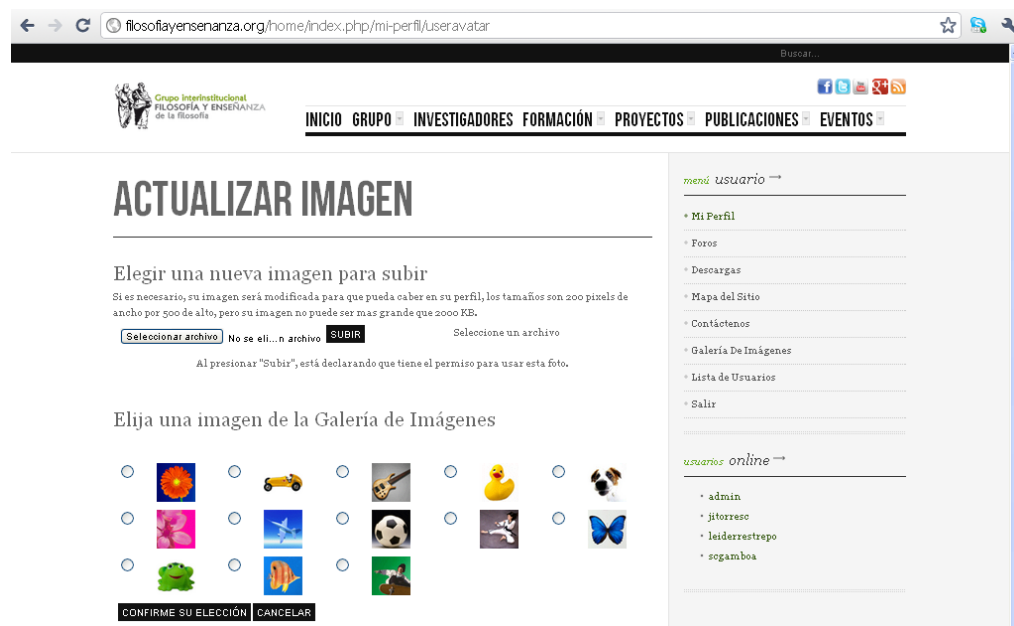 filosofiayensenanza.org/home/index.php/mi-perfil/useravatar
Buscar...
Grupo Interinstitucional
FILOSOFÍA Y ENSEÑANZA
de la filosofía
INICIO GRUPO INVESTIGADORES FORMACIÓN PROYECTOS PUBLICACIONES EVENTOS
ACTUALIZAR IMAGEN
Elegir una nueva imagen para subir
Si es necesario, su imagen será modificada para que pueda caber en su perfil, los tamaños son 200 pixels de
ancho por 500 de alto, pero su imagen no puede ser mas grande que 2000 KB.
Seleccionar archivo No se eli...n archivo SUBIR Seleccione un archivo
Al presionar "Subir", está declarando que tiene el permiso para usar esta foto.
Elija una imagen de la Galería de Imágenes
CONFIRME SU ELECCIÓN CANCELAR
menú usuario →
Mi Perfil
Foros
Descargas
Mapa del Sitio
Contáctenos
Galería De Imágenes
Lista de Usuarios
Salir
usuarios online →
admin
jitorresc
leiderrestrepo
scgamboa